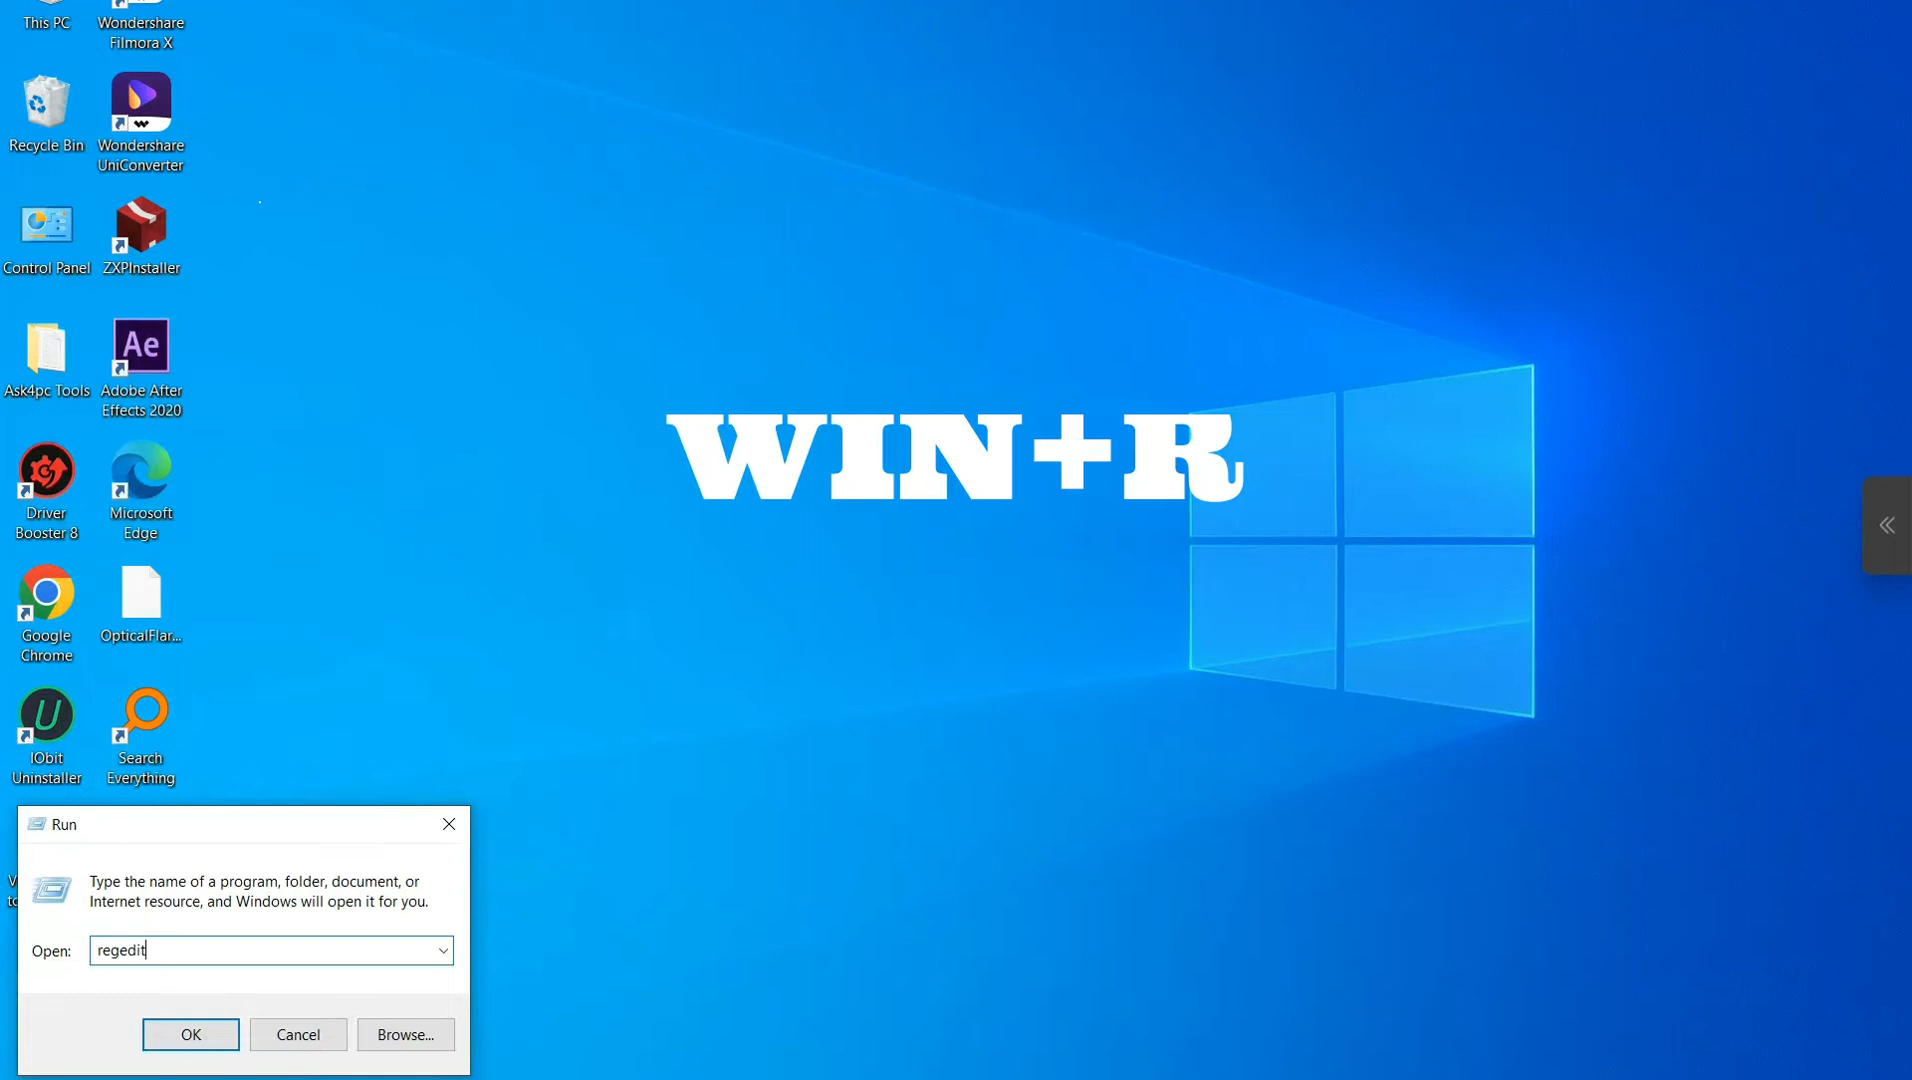 This PC
Wondershare
Filmora X
Recycle Bin
Wondershare
UniConverter
Control Panel
ZXPInstaller
Ask4pc Tools
Ae
Adobe After
Effects 2020
Driver
Booster 8
Microsoft
Edge
Google
Chrome
OpticalFlar...
IObit
Uninstaller
Search
Everything
WIN+R
Run
Type the name of a program, folder, document, or
Internet resource, and Windows will open it for you.
Open:
regedit
OK
Cancel
Browse...